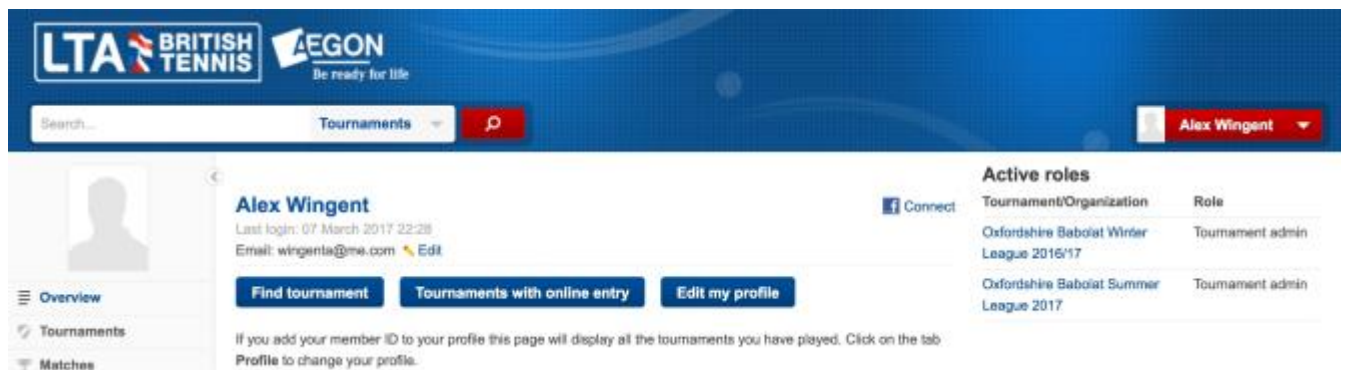 LTA BRITISH TENNIS
AEGON
Be ready for life
Search... Tournaments
Alex Wingent
Alex Wingent
Last login: 07 March 2017 22:28
Email: wingenta@me.com Edit
Connect
Find tournament Tournaments with online entry Edit my profile
If you add your member ID to your profile this page will display all the tournaments you have played. Click on the tab
Profile to change your profile.
Overview
Tournaments
Matches
Active roles
Tournament/Organization Role
Oxfordshire Babolat Winter Tournament admin
League 2016/17
Oxfordshire Babolat Summer Tournament admin
League 2017